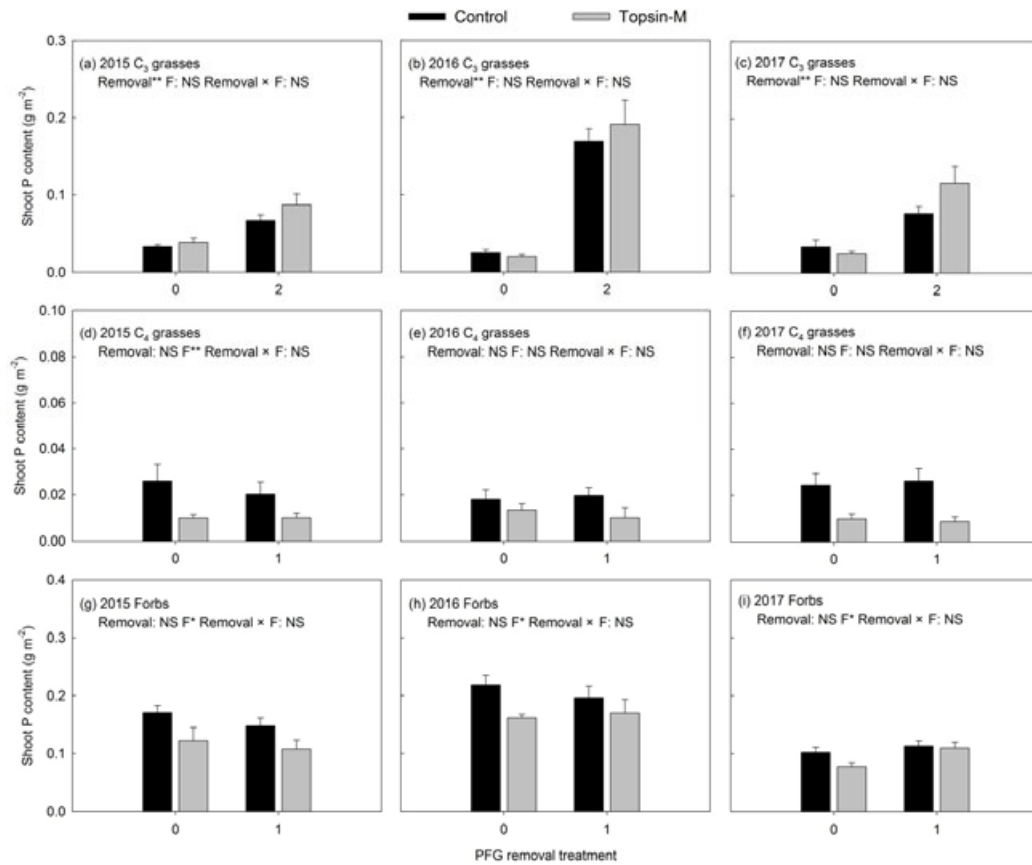 Control Topsin-M
(a) 2015 C₃ grasses
Removal** F: NS Removal × F: NS
(b) 2016 C₃ grasses
Removal** F: NS Removal × F: NS
(c) 2017 C₃ grasses
Removal** F: NS Removal × F: NS
Shoot P content (g m⁻²)
0.3
0.2
0.1
0.0
0 2
0 2
0 2
(d) 2015 C₄ grasses
Removal: NS F** Removal × F: NS
(e) 2016 C₄ grasses
Removal: NS F: NS Removal × F: NS
(f) 2017 C₄ grasses
Removal: NS F: NS Removal × F: NS
Shoot P content (g m⁻²)
0.10
0.08
0.06
0.04
0.02
0.00
0 1
0 1
0 1
(g) 2015 Forbs
Removal: NS F* Removal × F: NS
(h) 2016 Forbs
Removal: NS F* Removal × F: NS
(i) 2017 Forbs
Removal: NS F* Removal × F: NS
Shoot P content (g m⁻²)
0.4
0.3
0.2
0.1
0.0
0 1
0 1
0 1
PFG removal treatment